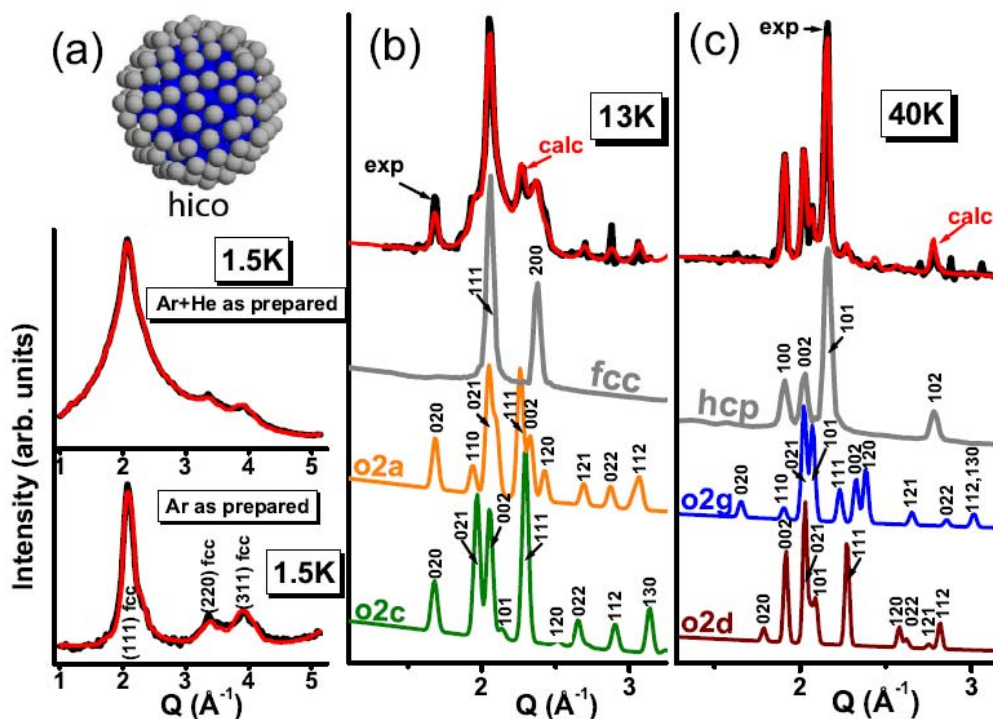 (a)
hico
1.5K
Ar+He as prepared
1 2 3 4 5
Ar as prepared
1.5K
(111) fcc
(220) fcc
(311) fcc
1 2 3 4 5
Q (Å⁻¹)
Intensity (arb. units)
(b)
13K
exp
calc
111
200
fcc
020
110
021
111
002
120
121
022
112
o2a
020
021
002
101
111
120
022
112
130
o2c
2 3
Q (Å⁻¹)
(c)
exp
40K
calc
100
002
101
102
hcp
020
110
021
101
111
002
120
121
022
112,130
o2g
020
002
021
101
111
120
022
121
112
o2d
2 3
Q (Å⁻¹)